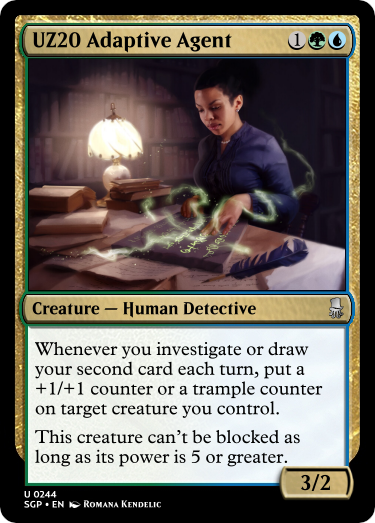 UZ20 Adaptive Agent 1
Creature — Human Detective
Whenever you investigate or draw
your second card each turn, put a
+1/+1 counter or a trample counter
on target creature you control.
This creature can't be blocked as
long as its power is 5 or greater.
3/2
U 0244
SGP • EN Romana Kendelic